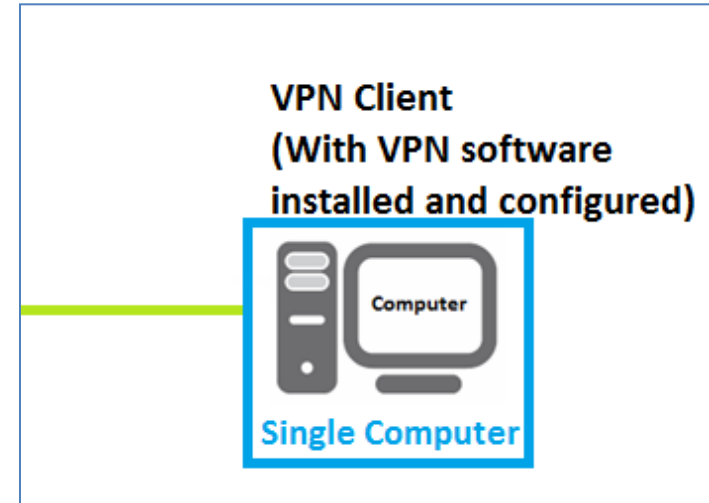 VPN Client
(With VPN software
installed and configured)
Computer
Single Computer